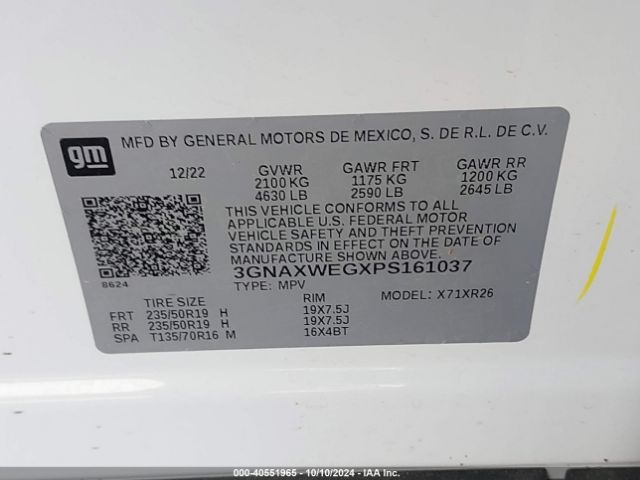 gm
MFD BY GENERAL MOTORS DE MEXICO, S. DE R.L. DE C.V.
12/22 GVWR GAWR FRT GAWR RR
2100 KG 1175 KG 1200 KG
4630 LB 2590 LB 2645 LB
THIS VEHICLE CONFORMS TO ALL
APPLICABLE U.S. FEDERAL MOTOR
VEHICLE SAFETY AND THEFT PREVENTION
STANDARDS IN EFFECT ON THE DATE OF
MANUFACTURE SHOWN ABOVE.
3GNAXWEGXPS161037
8624
TYPE: MPV MODEL: X71XR26
TIRE SIZE RIM
FRT 235/50R19 H 19X7.5J
RR 235/50R19 H 19X7.5J
SPA T135/70R16 M 16X4BT
000-40551965 - 10/10/2024 - IAA Inc.